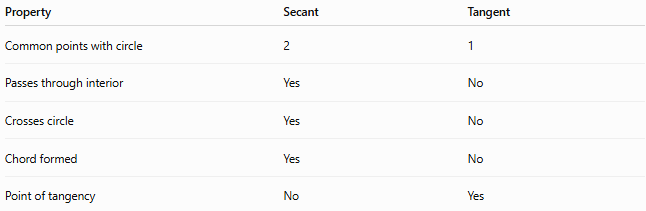 Property Secant Tangent
Common points with circle 2 1
Passes through interior Yes No
Crosses circle Yes No
Chord formed Yes No
Point of tangency No Yes